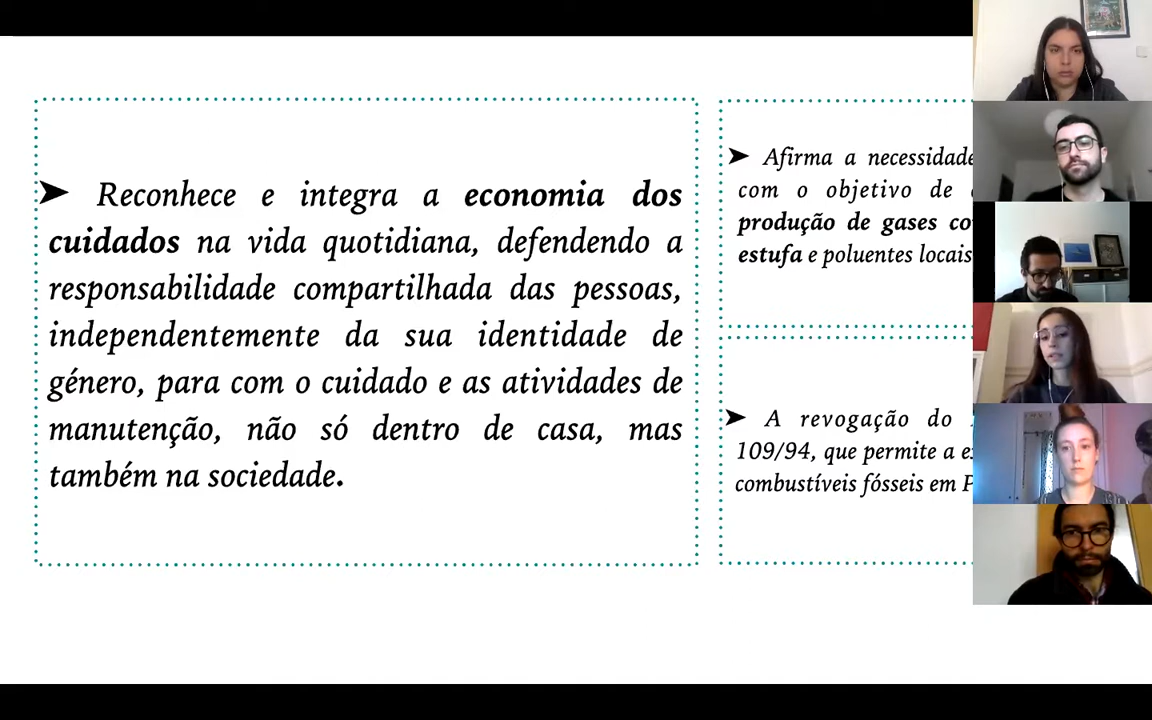 ➤ Reconhece e integra a economia dos
cuidados na vida quotidiana, defendendo a
responsabilidade compartilhada das pessoas,
independentemente da sua identidade de
género, para com o cuidado e as atividades de
manutenção, não só dentro de casa, mas
também na sociedade.
➤ Afirma a necessidade
com o objetivo de
produção de gases
estufa e poluentes locais
➤ A revogação do
109/94, que permite a
combustíveis fósseis em